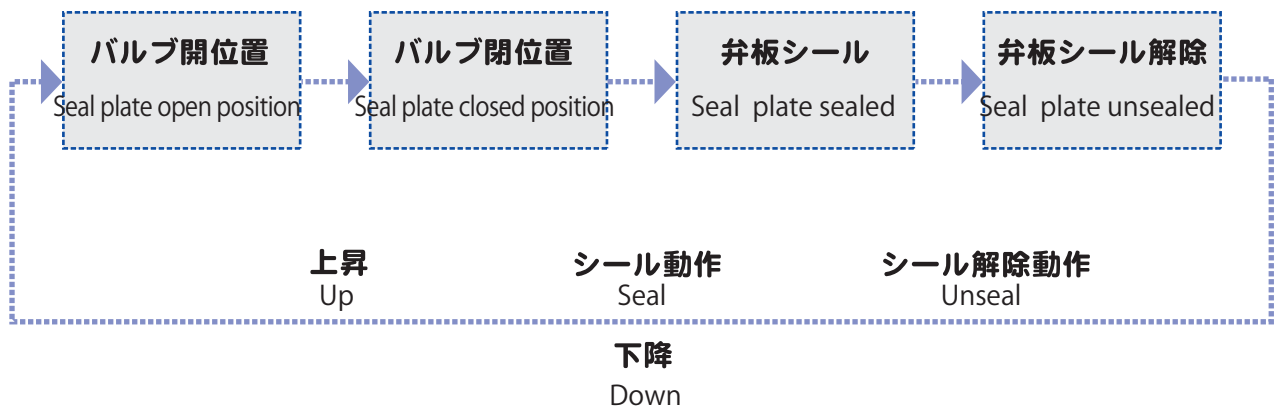 バルブ開位置
Seal plate open position
バルブ閉位置
Seal plate closed position
弁板シール
Seal plate sealed
弁板シール解除
Seal plate unsealed
上昇
Up
シール動作
Seal
シール解除動作
Unseal
下降
Down